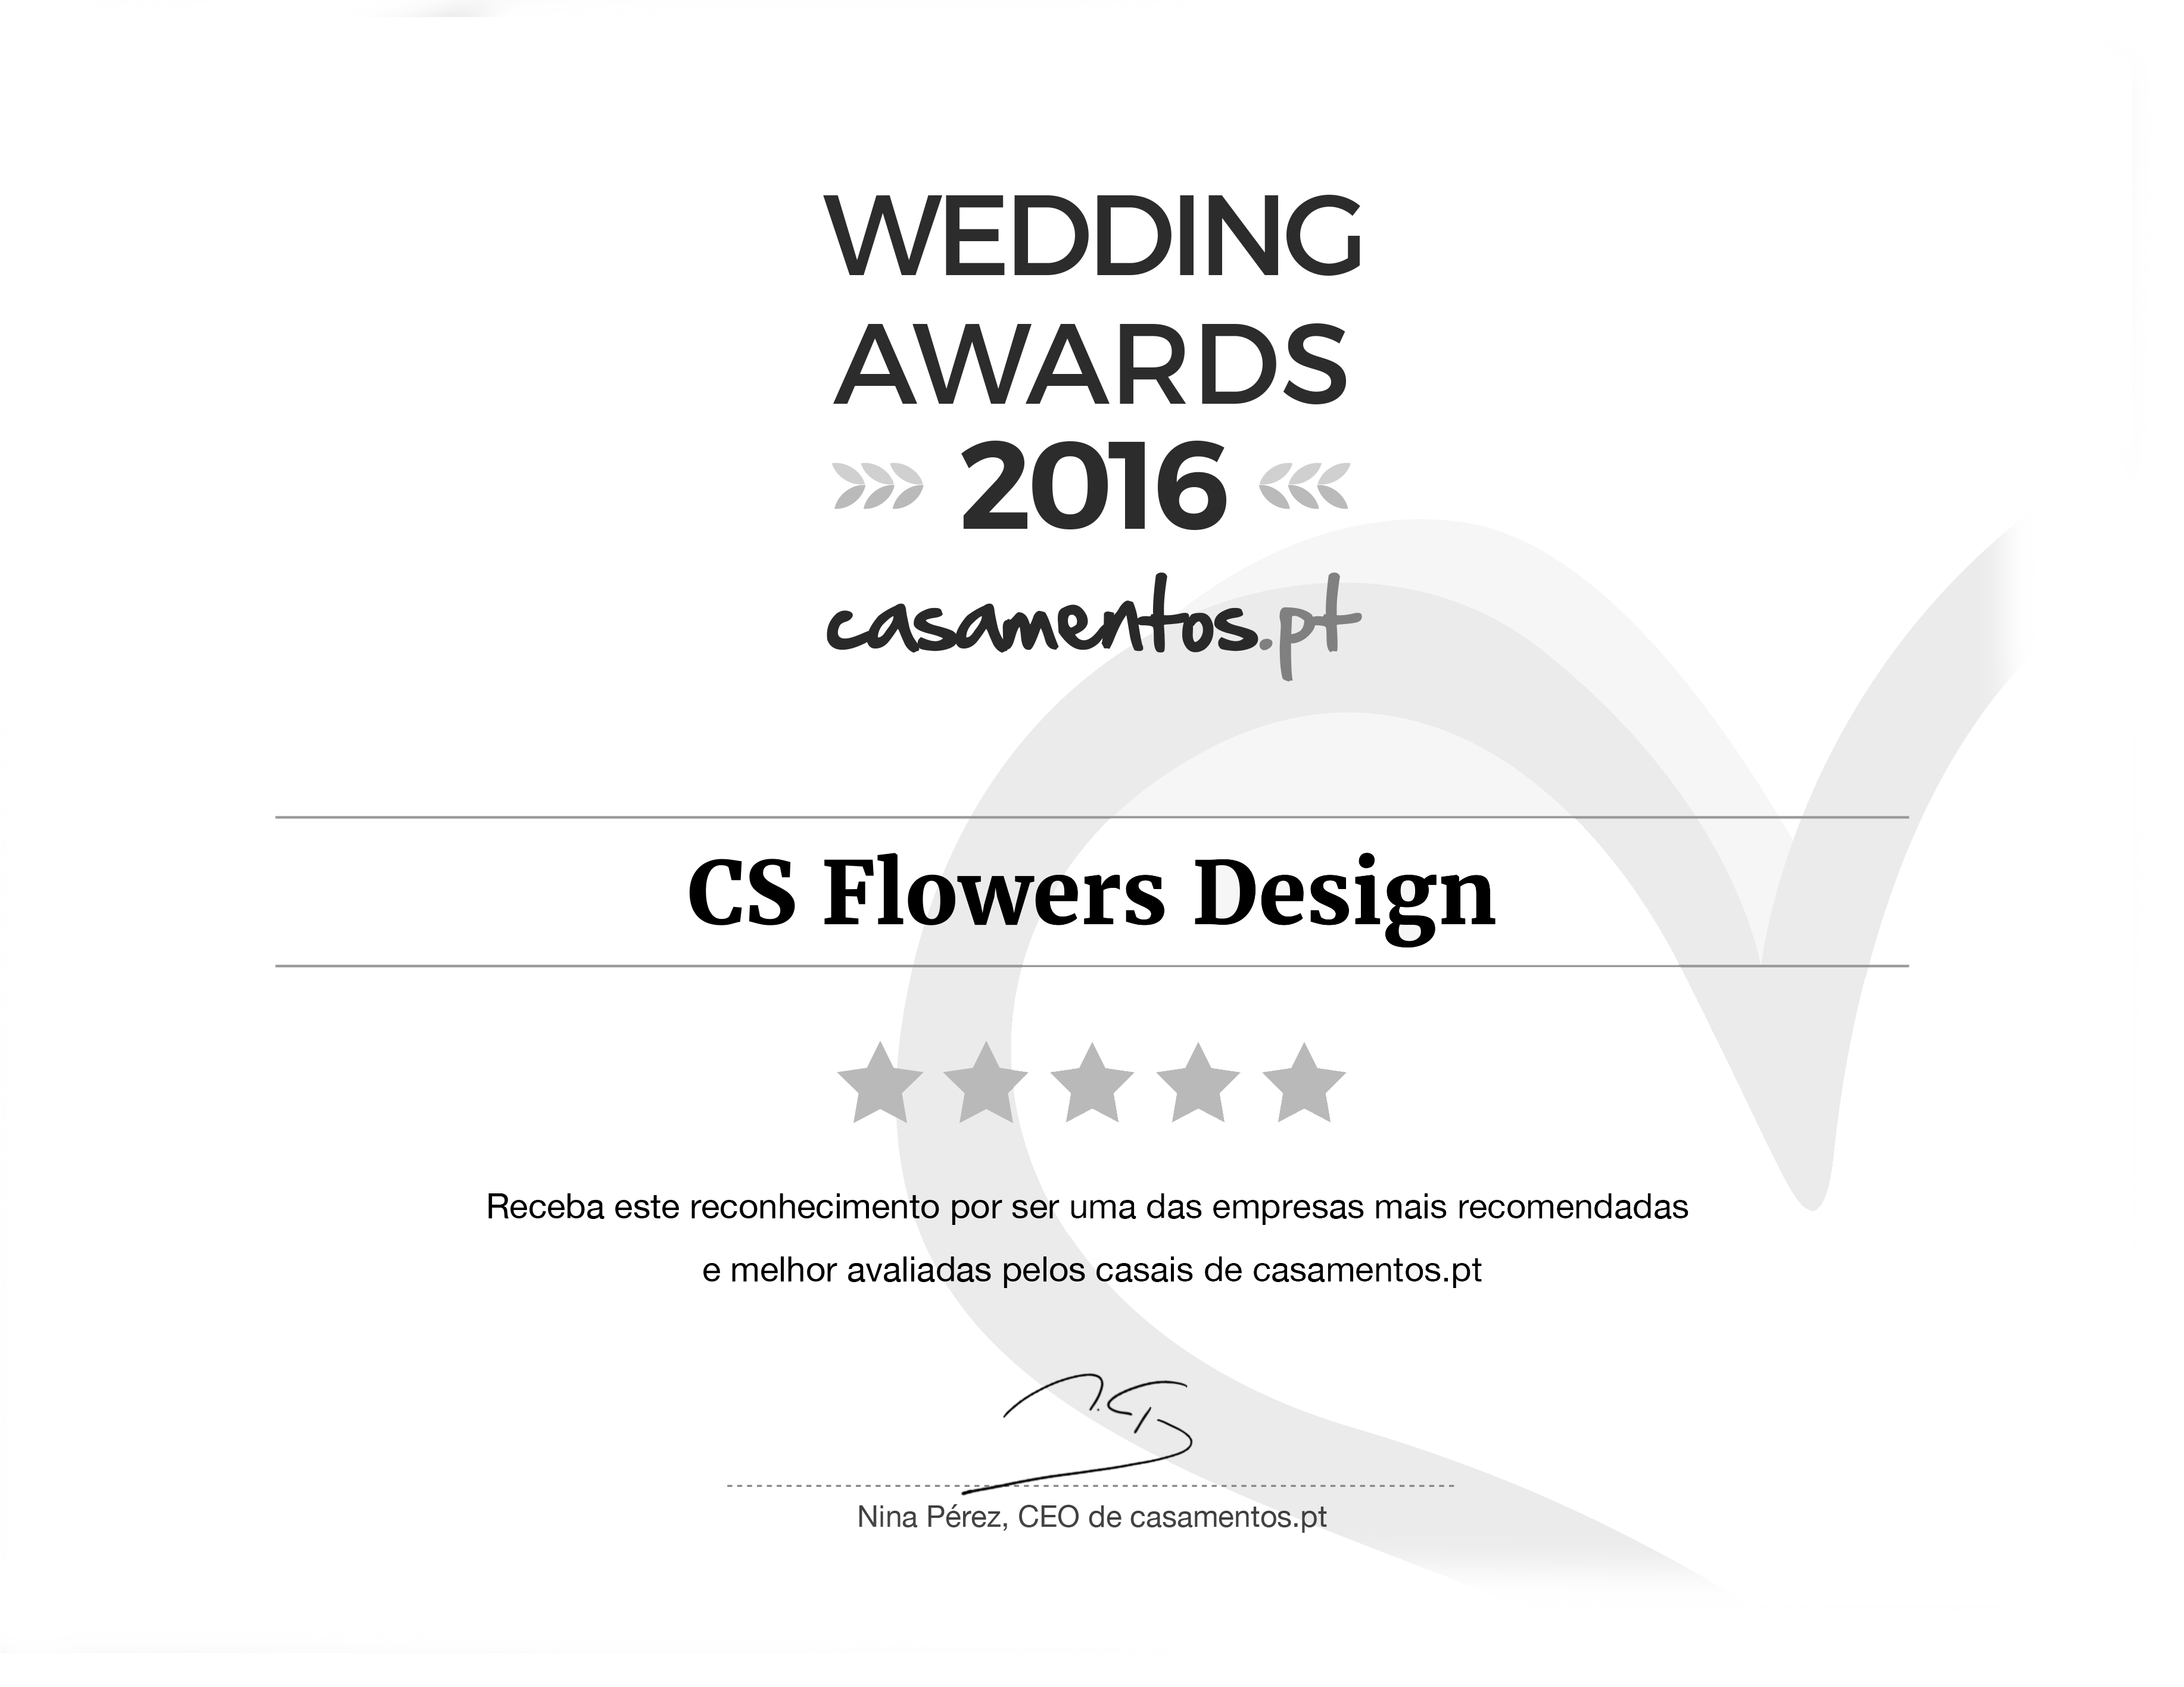 WEDDING
AWARDS
2016
casamentos.pt
CS Flowers Design
Receba este reconhecimento por ser uma das empresas mais recomendadas
e melhor avaliadas pelos casais de casamentos.pt
Nina Pérez, CEO de casamentos.pt